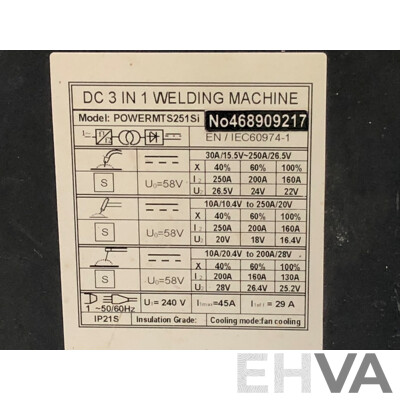 DC 3 IN 1 WELDING MACHINE
Model: POWERMTS251Si No468909217
EN / IEC60974-1
30A/15.5V~250A/26.5V
X 40% 60% 100%
S U₀=58V I₂ 250A 200A 160A
U₂ 26.5V 24V 22V
10A/10.4V to 250A/20V
X 40% 60% 100%
S U₀=58V I₂ 250A 200A 160A
U₂ 20V 18V 16.4V
10A/20.4V to 200A/28V
X 40% 60% 100%
S U₀=58V I₂ 200A 160A 130A
U₂ 28V 26.4V 25.2V
1 ~50/60Hz U₁= 240 V I₁max=45A I₁eff= 29 A
IP21S Insulation Grade: Cooling mode:fan cooling
EHVA